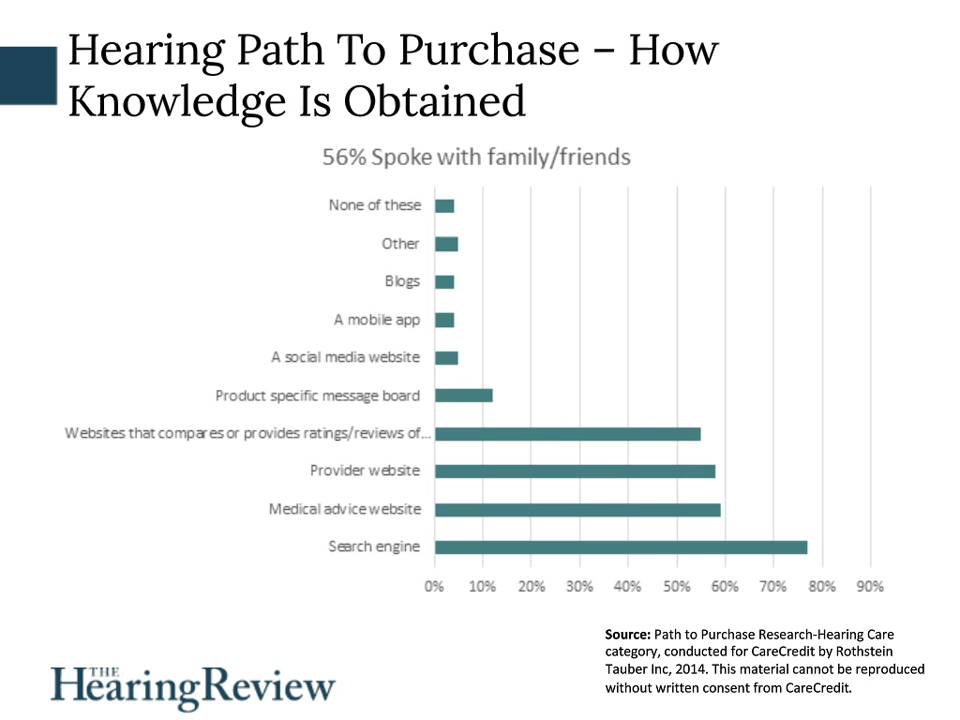 Hearing Path To Purchase – How
Knowledge Is Obtained
56% Spoke with family/friends
None of these
Other
Blogs
A mobile app
A social media website
Product specific message board
Websites that compares or provides ratings/reviews of...
Provider website
Medical advice website
Search engine
0% 10% 20% 30% 40% 50% 60% 70% 80% 90%
Source: Path to Purchase Research-Hearing Care
category, conducted for CareCredit by Rothstein
Tauber Inc, 2014. This material cannot be reproduced
without written consent from CareCredit.
THE
HearingReview